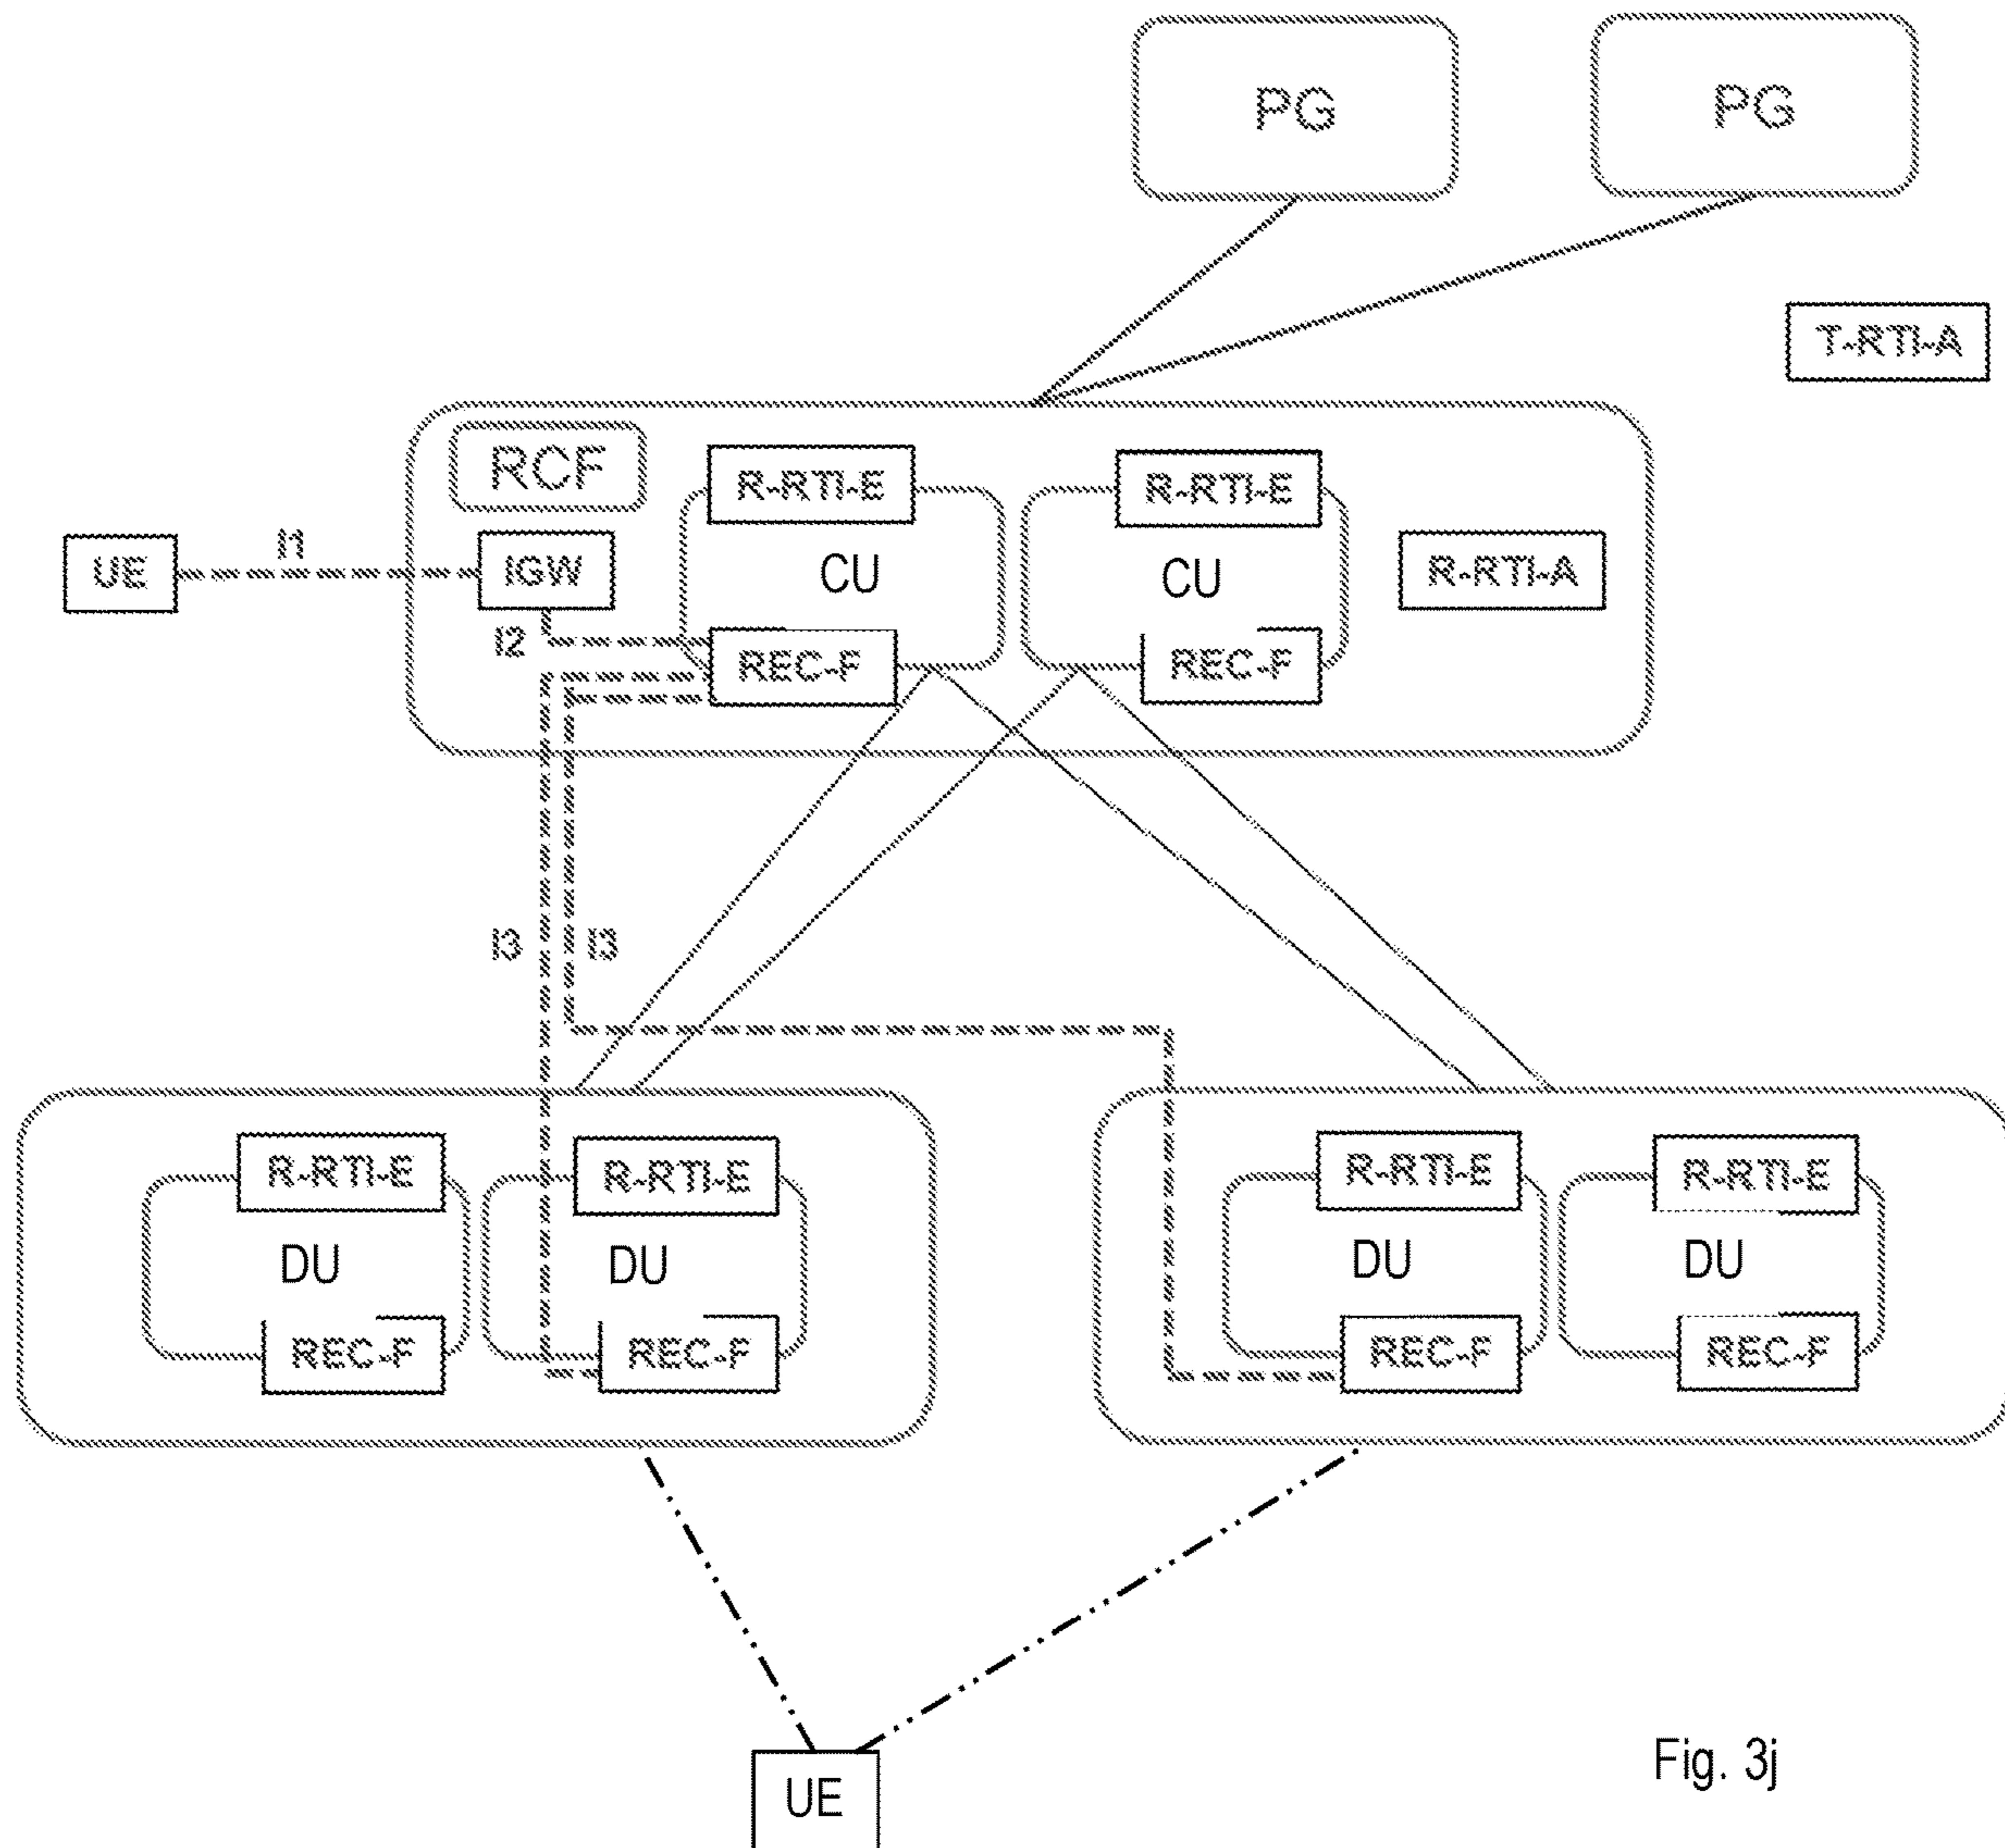 PG
PG
T-RTI-A
RCF
R-RTI-E
R-RTI-E
I1
UE
IGW
CU
CU
R-RTI-A
I2
REC-F
REC-F
I3
I3
R-RTI-E
R-RTI-E
R-RTI-E
R-RTI-E
DU
DU
DU
DU
REC-F
REC-F
REC-F
REC-F
Fig. 3j
UE